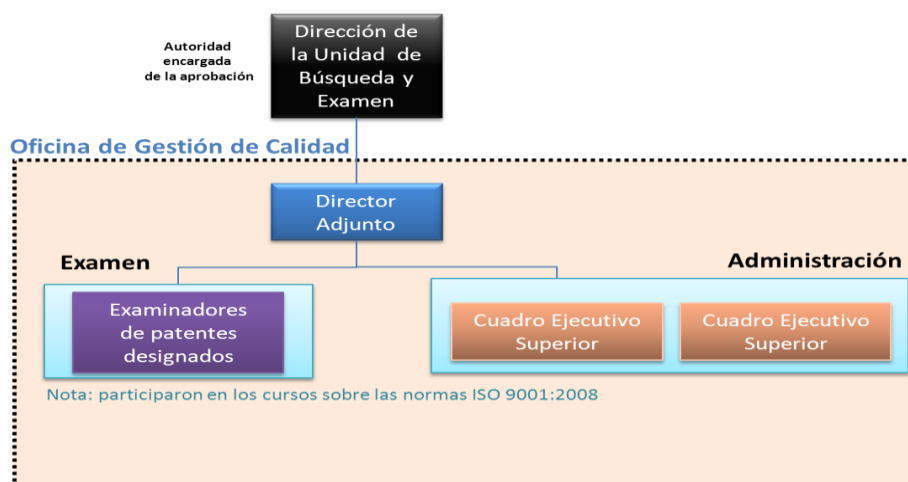 Autoridad
encargada
de la aprobación
Dirección de
la Unidad de
Búsqueda y
Examen
Oficina de Gestión de Calidad
Director
Adjunto
Examen
Administración
Examinadores
de patentes
designados
Cuadro Ejecutivo
Superior
Cuadro Ejecutivo
Superior
Nota: participaron en los cursos sobre las normas ISO 9001:2008